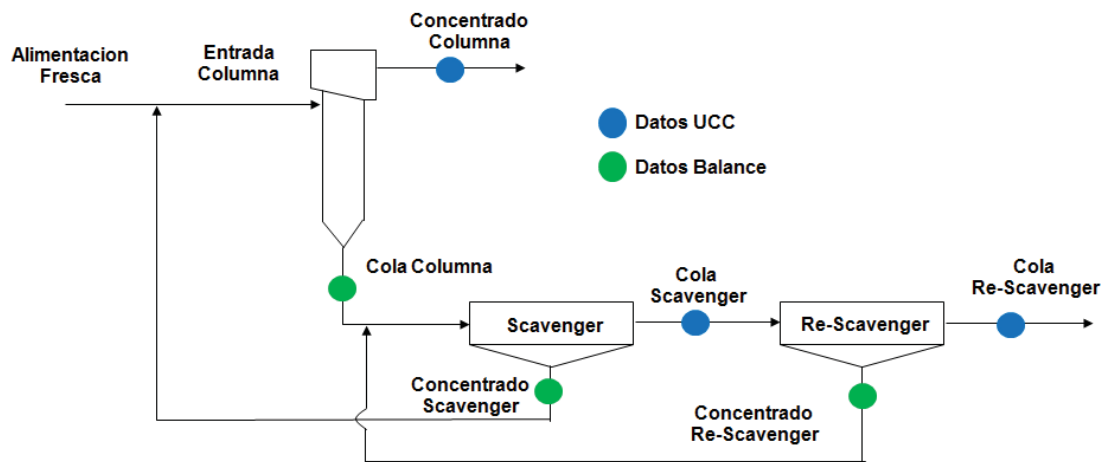 Concentrado
Columna
Alimentacion
Fresca
Entrada
Columna
Datos UCC
Datos Balance
Cola Columna
Cola
Scavenger
Cola
Re-Scavenger
Scavenger
Re-Scavenger
Concentrado
Scavenger
Concentrado
Re-Scavenger